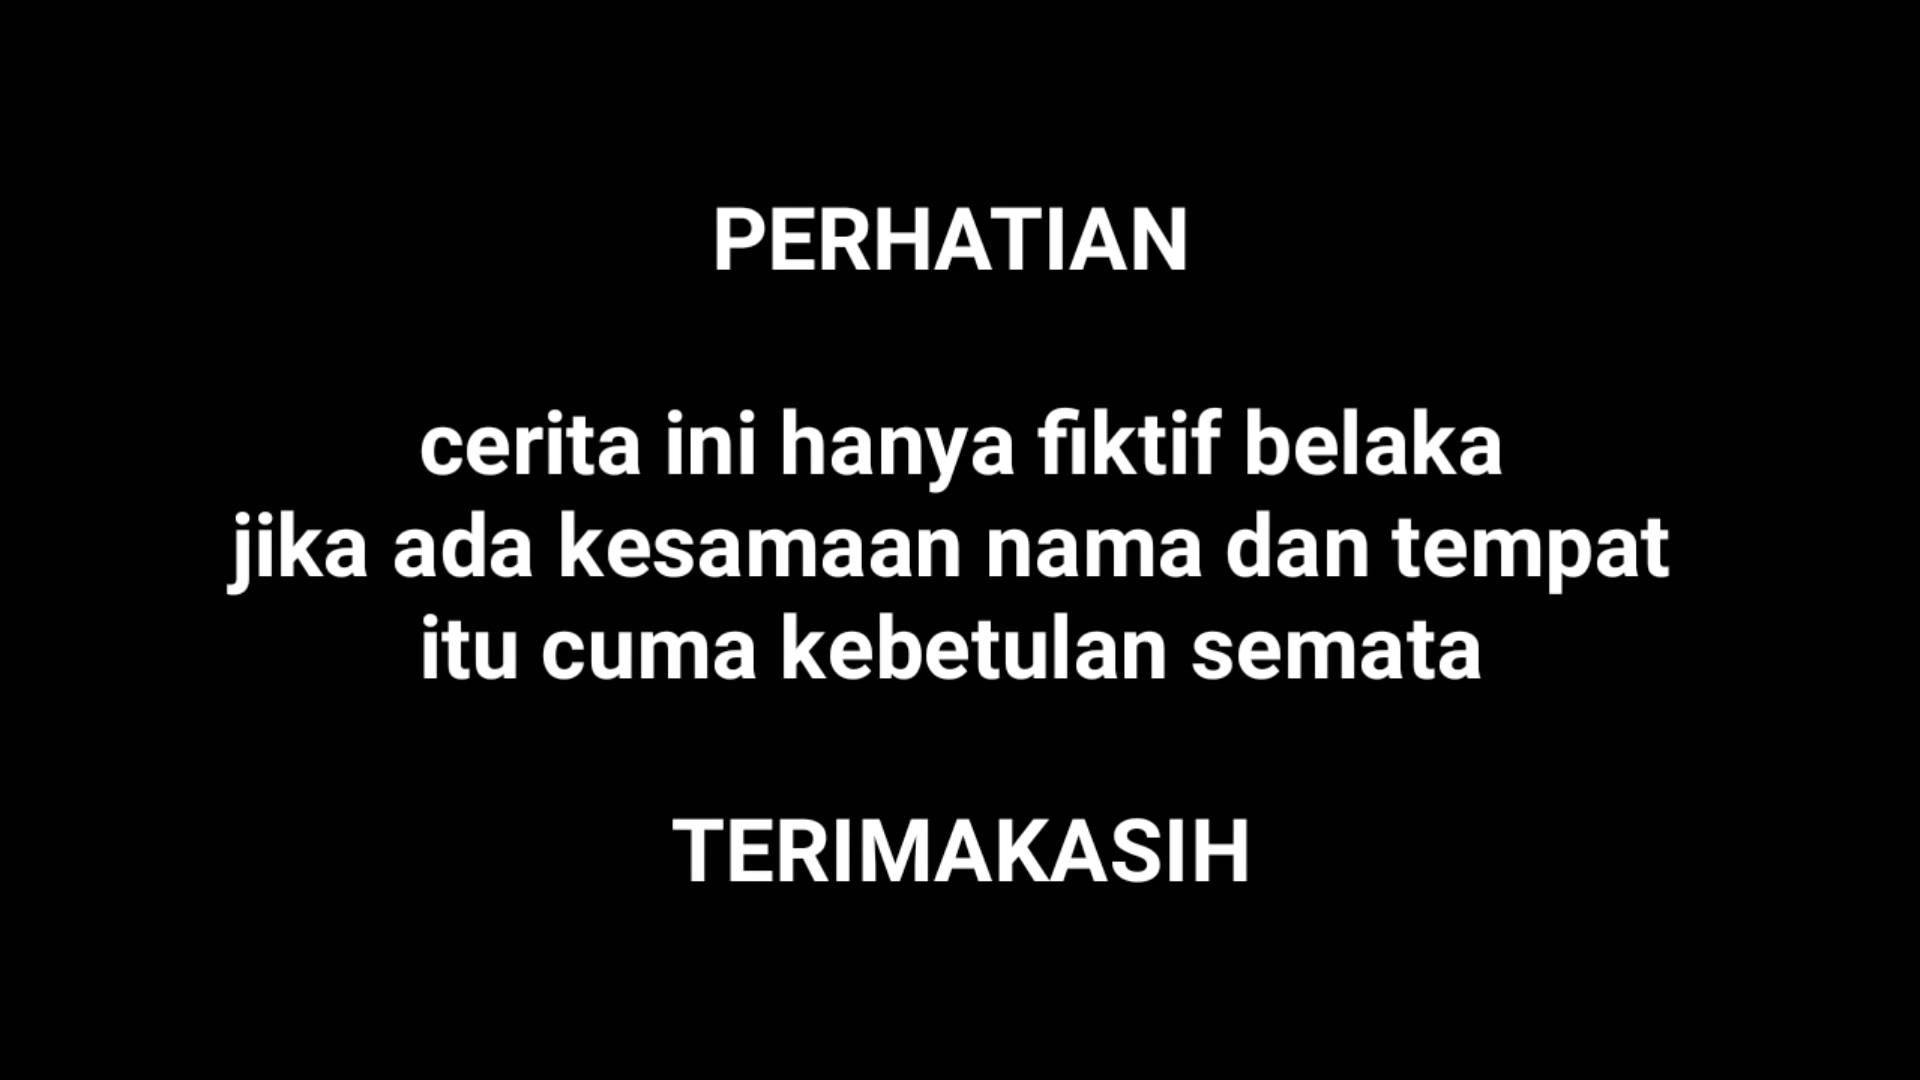 PERHATIAN
cerita ini hanya fiktif belaka
jika ada kesamaan nama dan tempat
itu cuma kebetulan semata
TERIMAKASIH